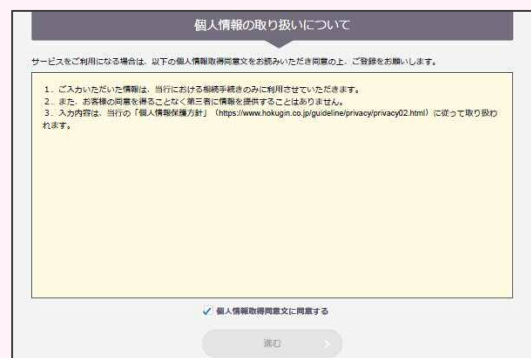 個人情報の取り扱いについて
サービスをご利用になる場合は、以下の個人情報取得同意文をお読みいただき同意の上、ご登録をお願いします。
１．ご入力いただいた情報は、当行における相続手続きのみに利用させていただきます。
２．また、お客様の同意を得ることなく第三者に情報を提供することはありません。
３．入力内容は、当行の「個人情報保護方針」（https://www.hokugin.co.jp/guideline/privacy/privacy02.html）に従って取り扱わ
れます。
個人情報取得同意文に同意する
進む